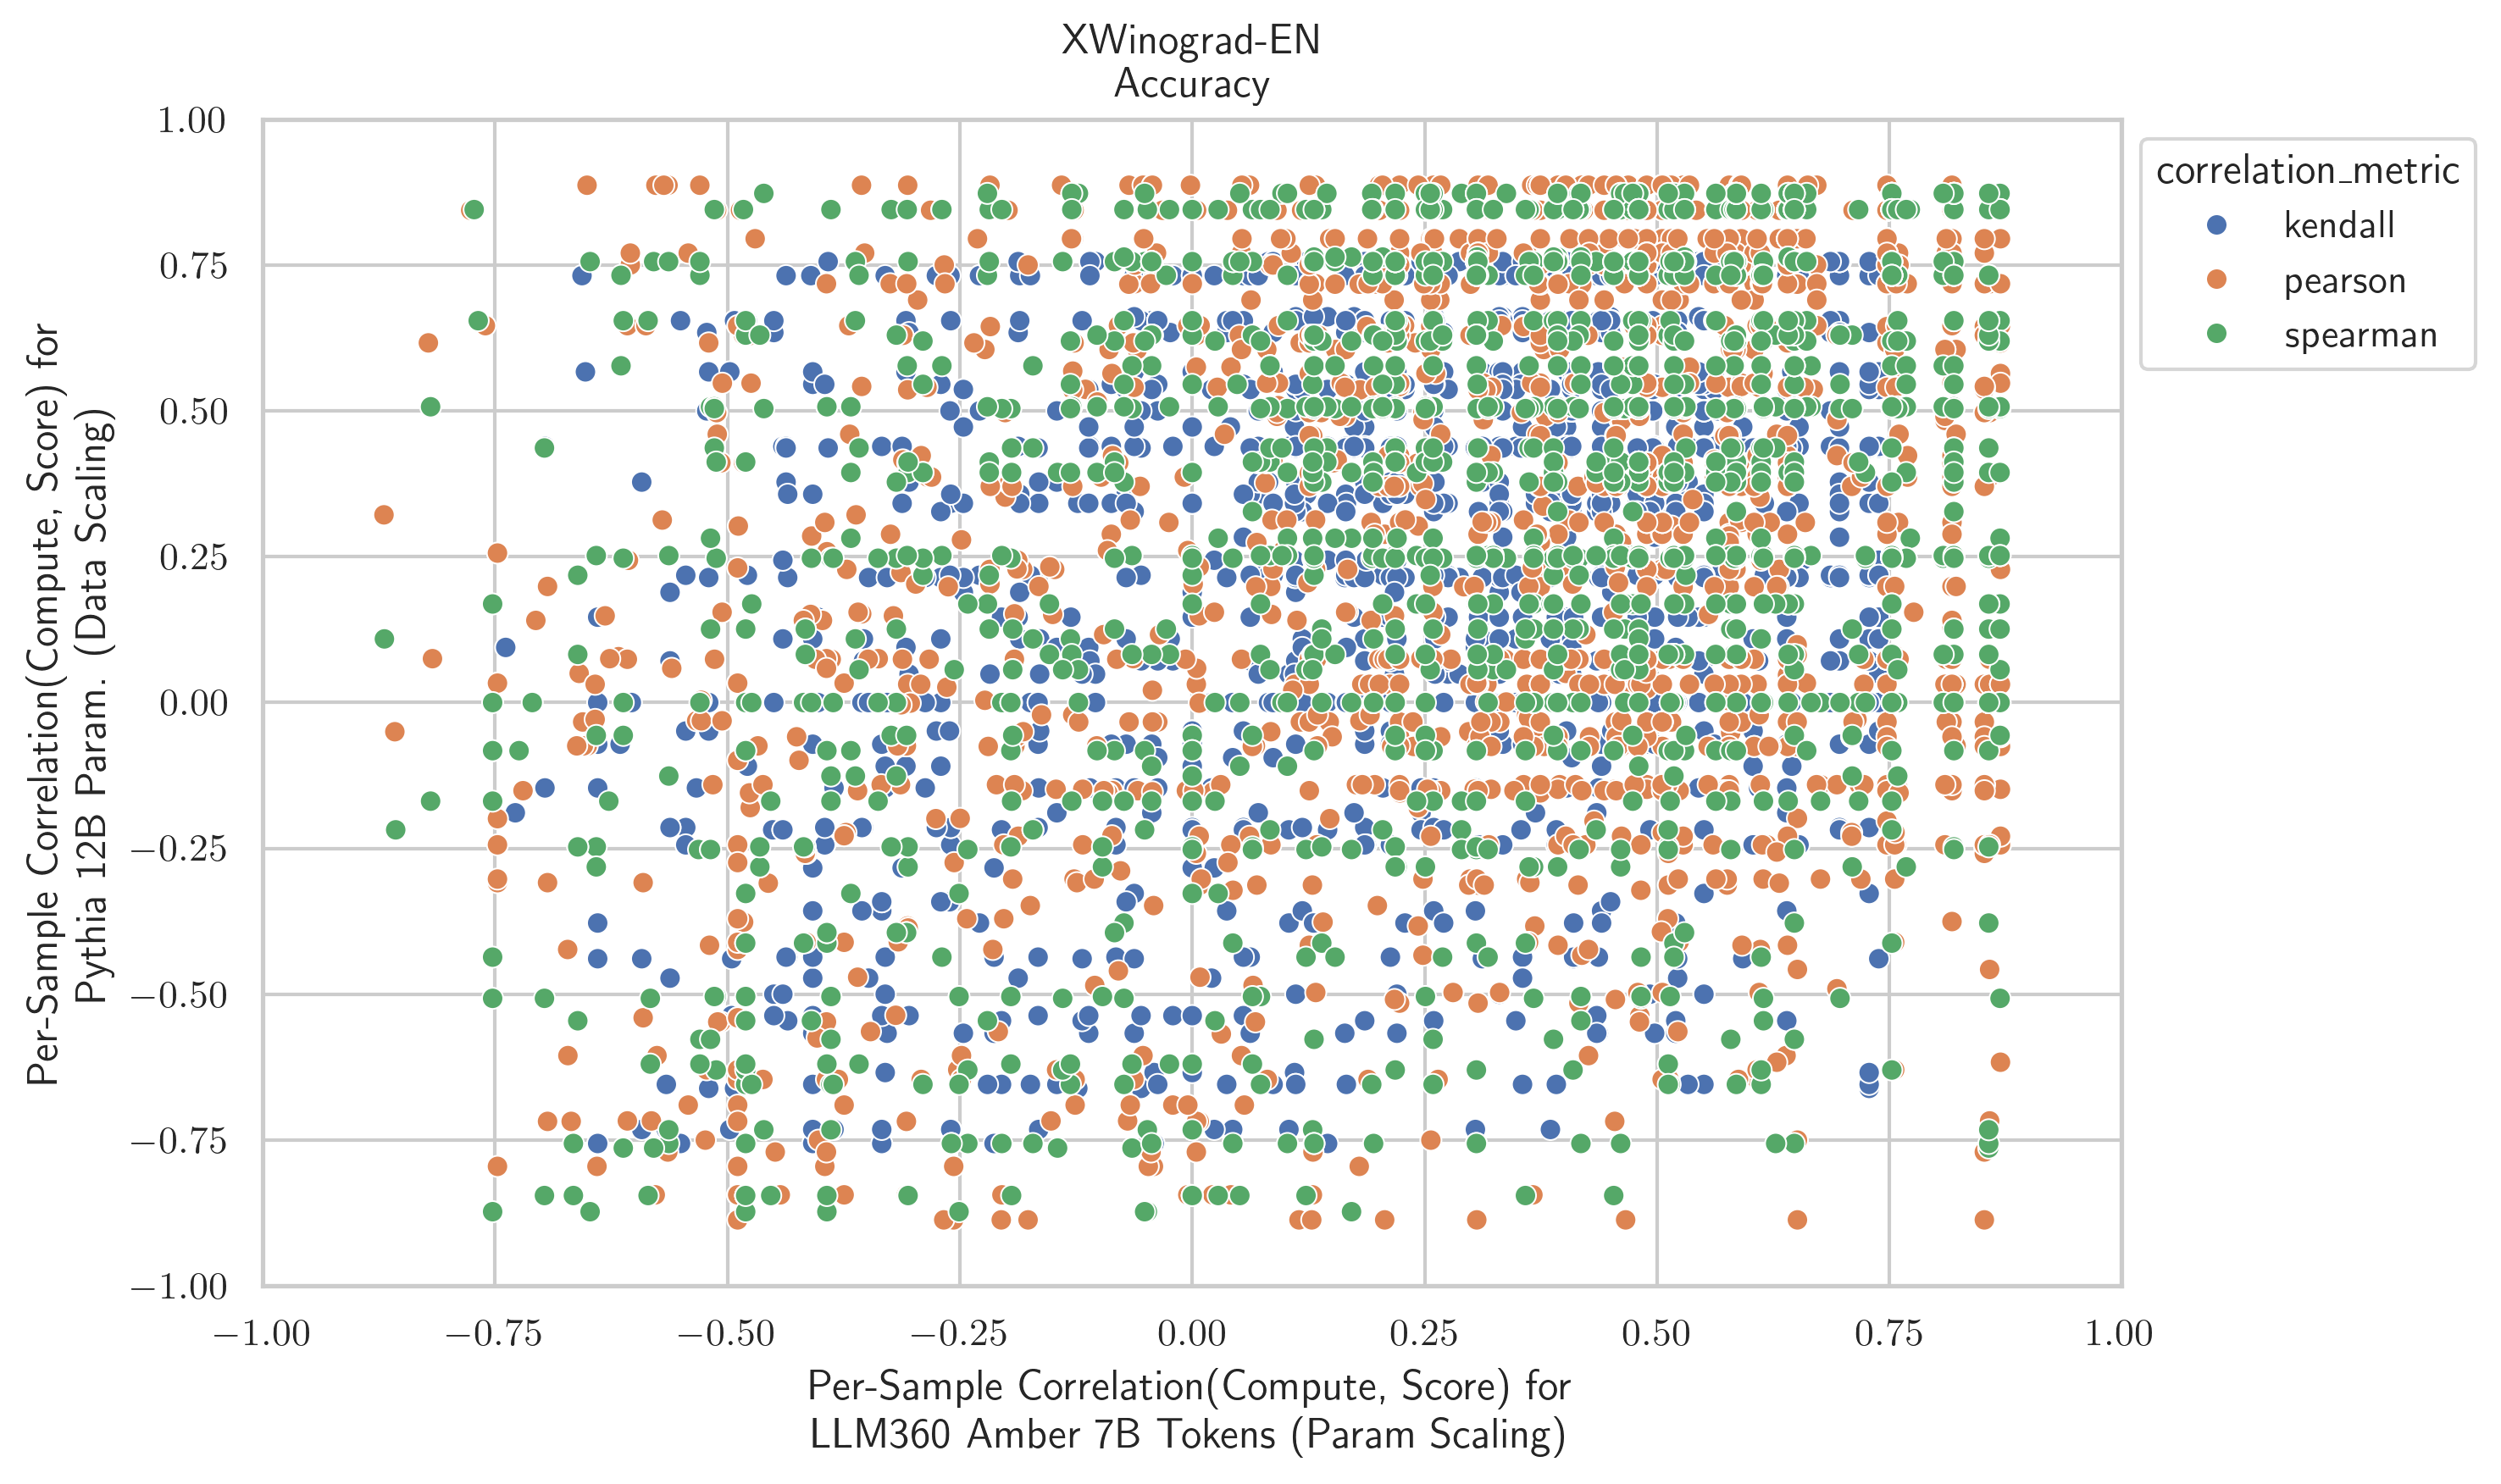 XWinograd-EN
Accuracy
Per-Sample Correlation(Compute, Score) for
Pythia 12B Param. (Data Scaling)
1.00
0.75
0.50
0.25
0.00
−0.25
−0.50
−0.75
−1.00
−1.00 −0.75 −0.50 −0.25 0.00 0.25 0.50 0.75 1.00
Per-Sample Correlation(Compute, Score) for
LLM360 Amber 7B Tokens (Param Scaling)
correlation_metric
kendall
pearson
spearman